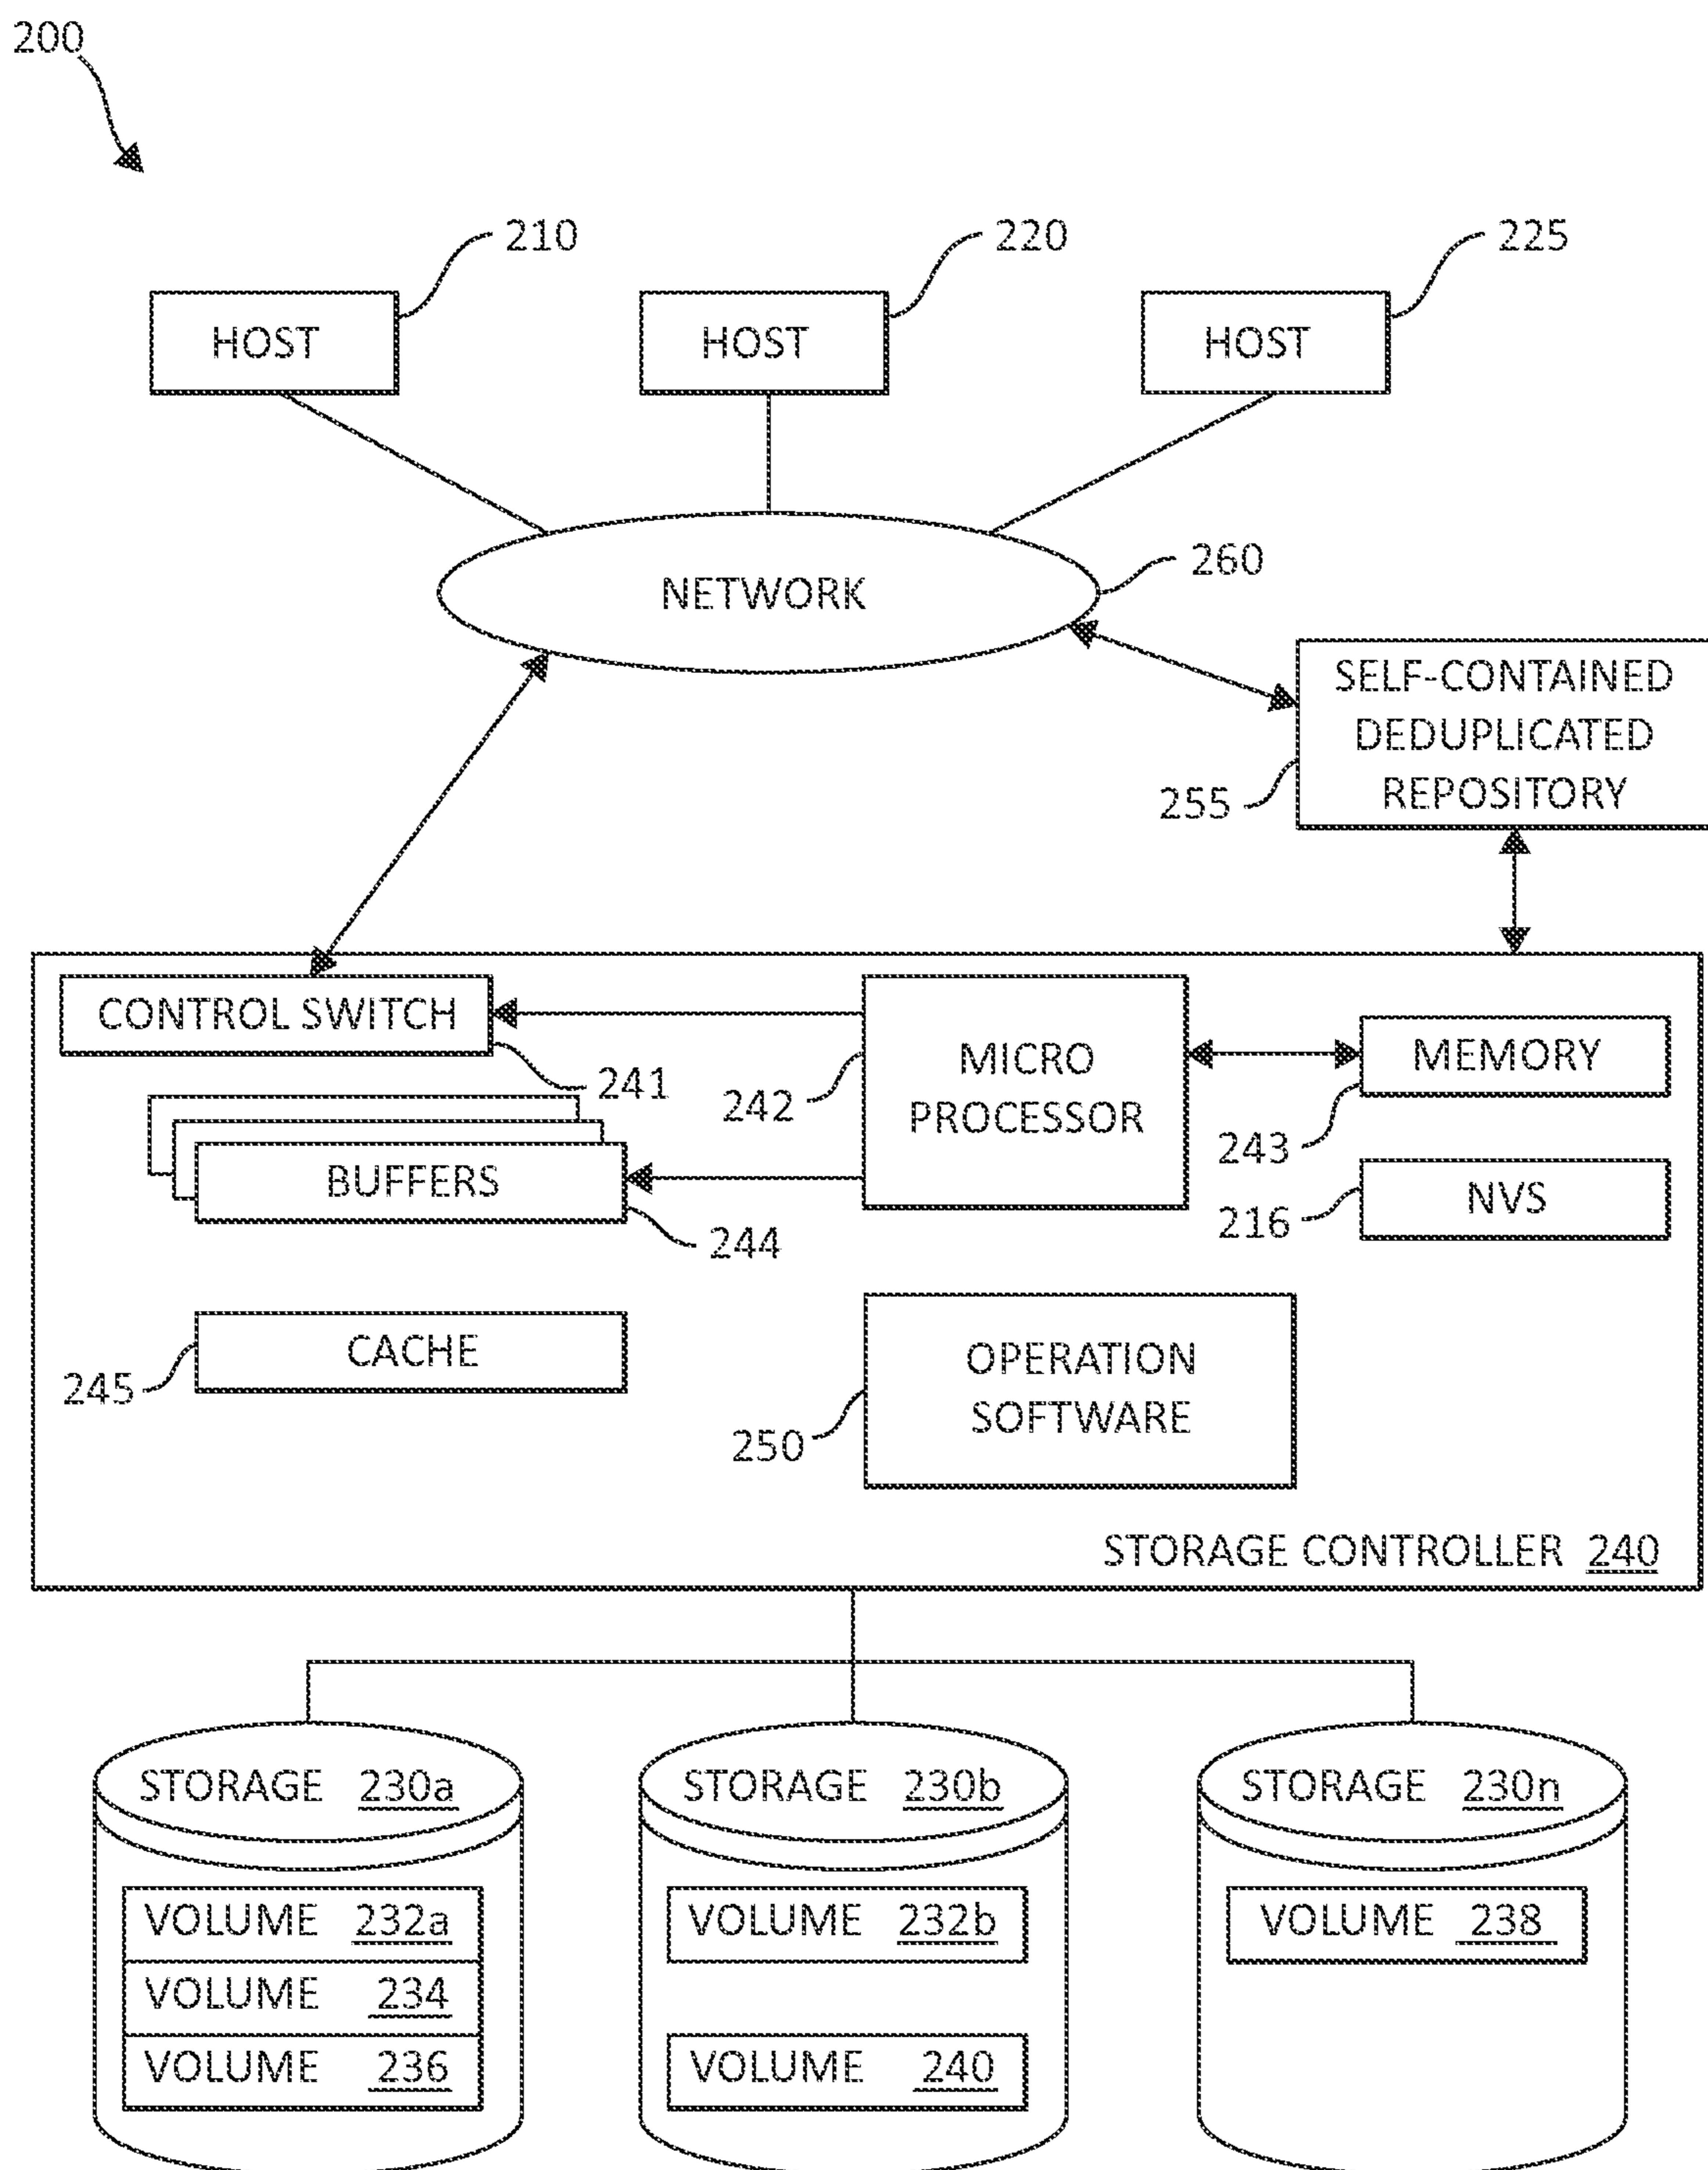 200
210
220
225
HOST
HOST
HOST
260
NETWORK
SELF-CONTAINED
DEDUPLICATED
REPOSITORY
255
CONTROL SWITCH
241
MICRO
PROCESSOR
242
MEMORY
243
BUFFERS
244
NVS
216
CACHE
245
OPERATION
SOFTWARE
250
STORAGE CONTROLLER 240
STORAGE 230a
VOLUME 232a
VOLUME 234
VOLUME 236
STORAGE 230b
VOLUME 232b
VOLUME 240
STORAGE 230n
VOLUME 238